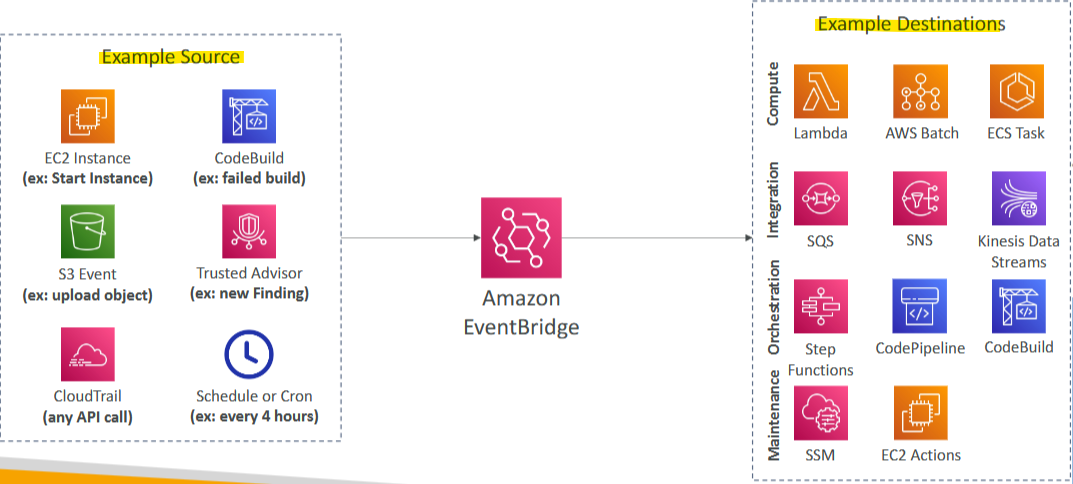 Example Source
EC2 Instance
(ex: Start Instance)
CodeBuild
(ex: failed build)
S3 Event
(ex: upload object)
Trusted Advisor
(ex: new Finding)
CloudTrail
(any API call)
Schedule or Cron
(ex: every 4 hours)
Amazon
EventBridge
Example Destinations
Compute
Lambda
AWS Batch
ECS Task
Integration
SQS
SNS
Kinesis Data
Streams
Orchestration
Step
Functions
CodePipeline
CodeBuild
Maintenance
SSM
EC2 Actions